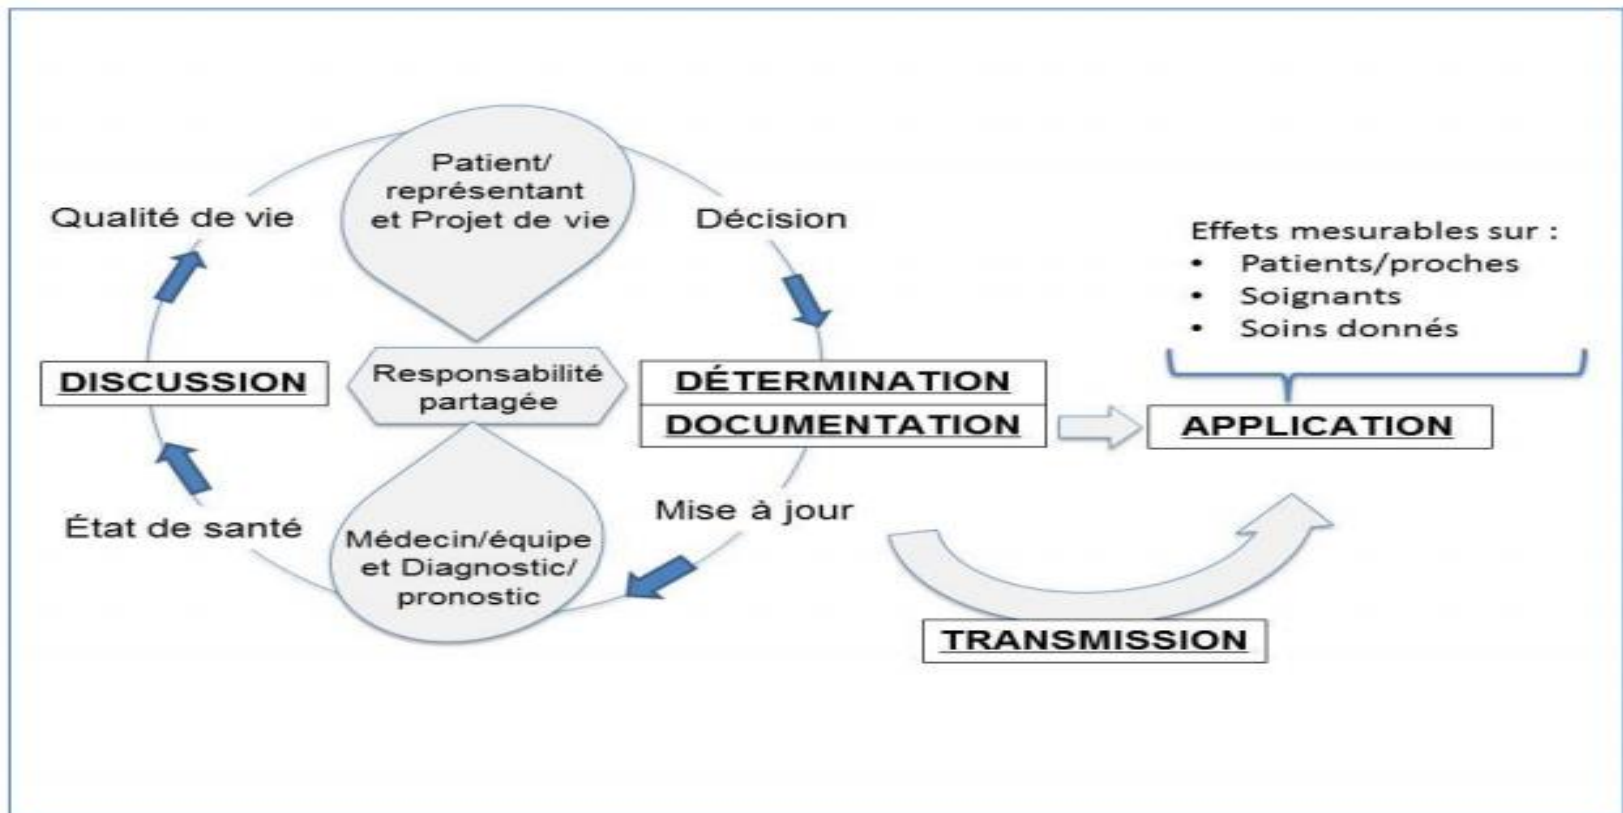 Patient/
représentant
et Projet de vie
Qualité de vie
Décision
Effets mesurables sur :
• Patients/proches
• Soignants
• Soins donnés
DISCUSSION
Responsabilité
partagée
DÉTERMINATION
DOCUMENTATION
APPLICATION
État de santé
Médecin/équipe
et Diagnostic/
pronostic
Mise à jour
TRANSMISSION